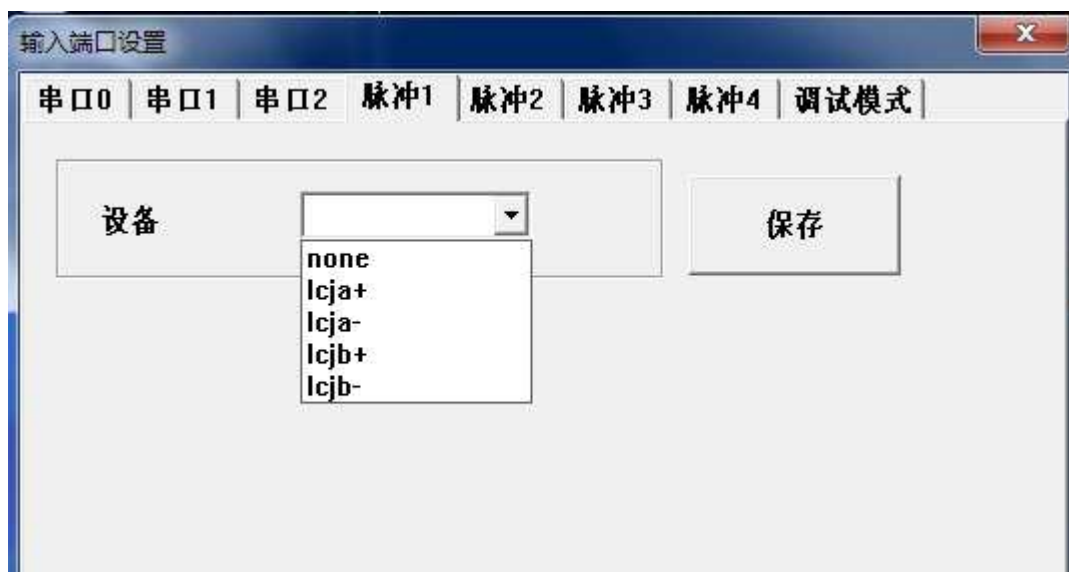 输入端口设置
串口0 串口1 串口2 脉冲1 脉冲2 脉冲3 脉冲4 调试模式
设备
保存
none
lcja+
lcja-
lcjb+
lcjb-